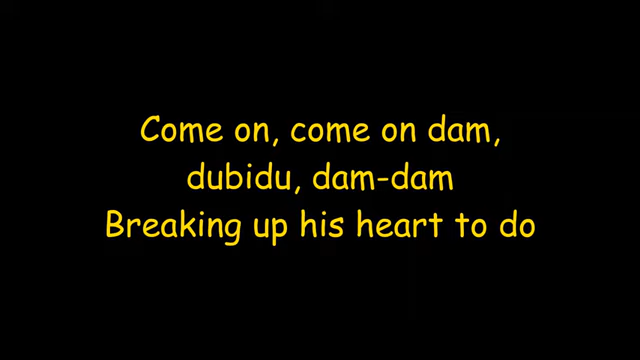 Come on, come on dam,
dubidu, dam-dam
Breaking up his heart to do